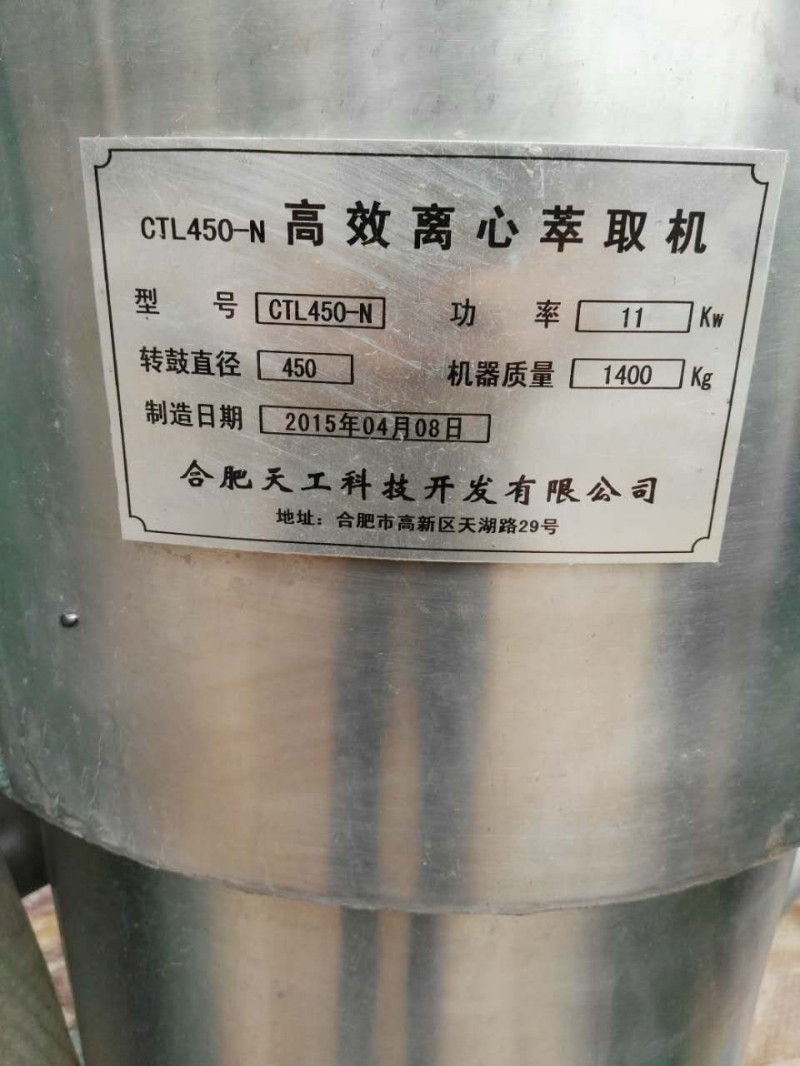 CTL450-N 高效离心萃取机
型 号 CTL450-N 功 率 11 Kw
转鼓直径 450 机器质量 1400 Kg
制造日期 2015年04月08日
合肥天工科技开发有限公司
地址：合肥市高新区天湖路29号